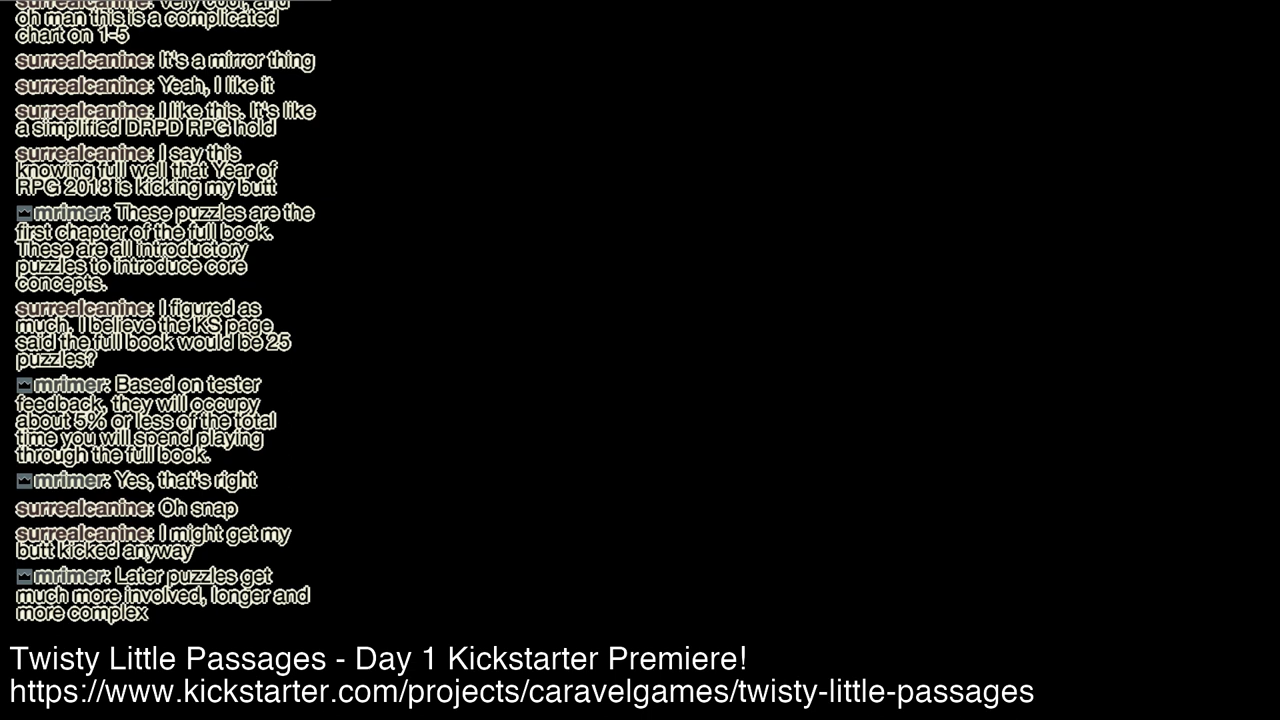 surrealcanine: Very cool, and
oh man this is a complicated
chart on 1-5
surrealcanine: It's a mirror thing
surrealcanine: Yeah, I like it
surrealcanine: I like this. It's like
a simplified DRPD RPG hold
surrealcanine: I say this
knowing full well that Year of
RPG 2018 is kicking my butt
mrimer: These puzzles are the
first chapter of the full book.
These are all introductory
puzzles to introduce core
concepts.
surrealcanine: I figured as
much. I believe the KS page
said the full book would be 25
puzzles?
mrimer: Based on tester
feedback, they will occupy
about 5% or less of the total
time you will spend playing
through the full book.
mrimer: Yes, that's right
surrealcanine: Oh snap
surrealcanine: I might get my
butt kicked anyway
mrimer: Later puzzles get
much more involved, longer and
more complex
Twisty Little Passages - Day 1 Kickstarter Premiere!
https://www.kickstarter.com/projects/caravelgames/twisty-little-passages